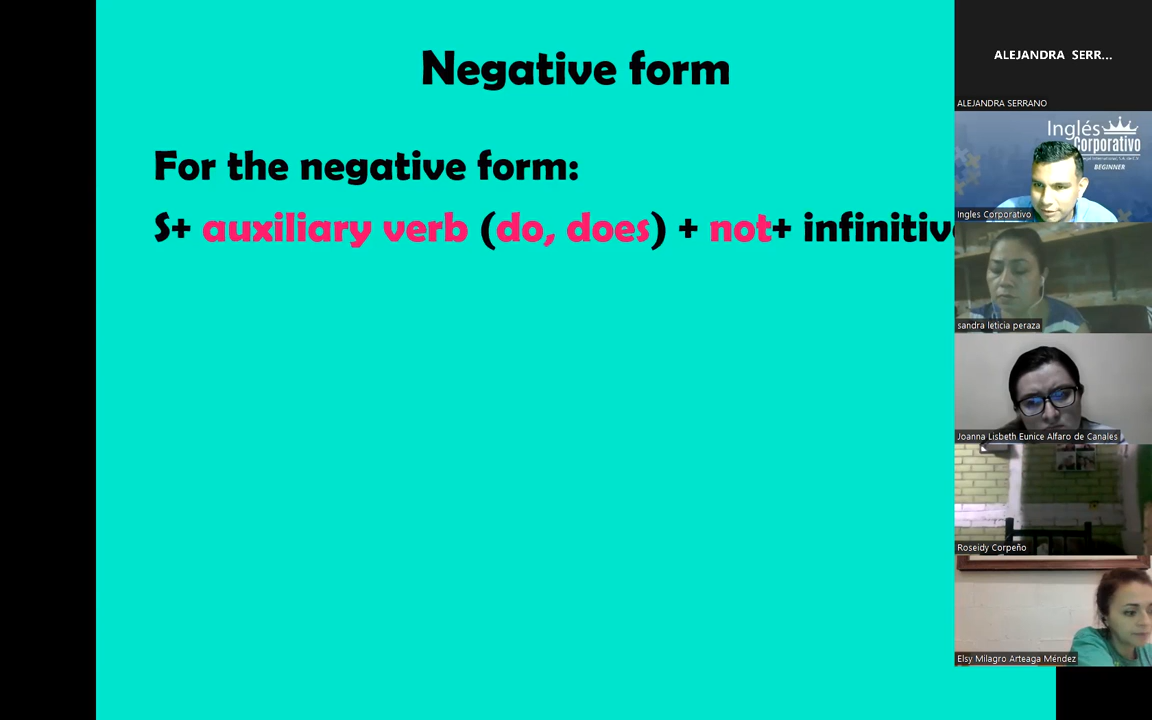 Negative form
For the negative form:
S+ auxiliary verb (do, does) + not+ infinitiv
ALEJANDRA SERR...
ALEJANDRA SERRANO
Inglés
Corporativo
BEGINNER
Ingles Corporativo
sandra leticia peraza
Joanna Lisbeth Eunice Alfaro de Canales
Roseidy Corpeño
Elsy Milagro Arteaga Méndez